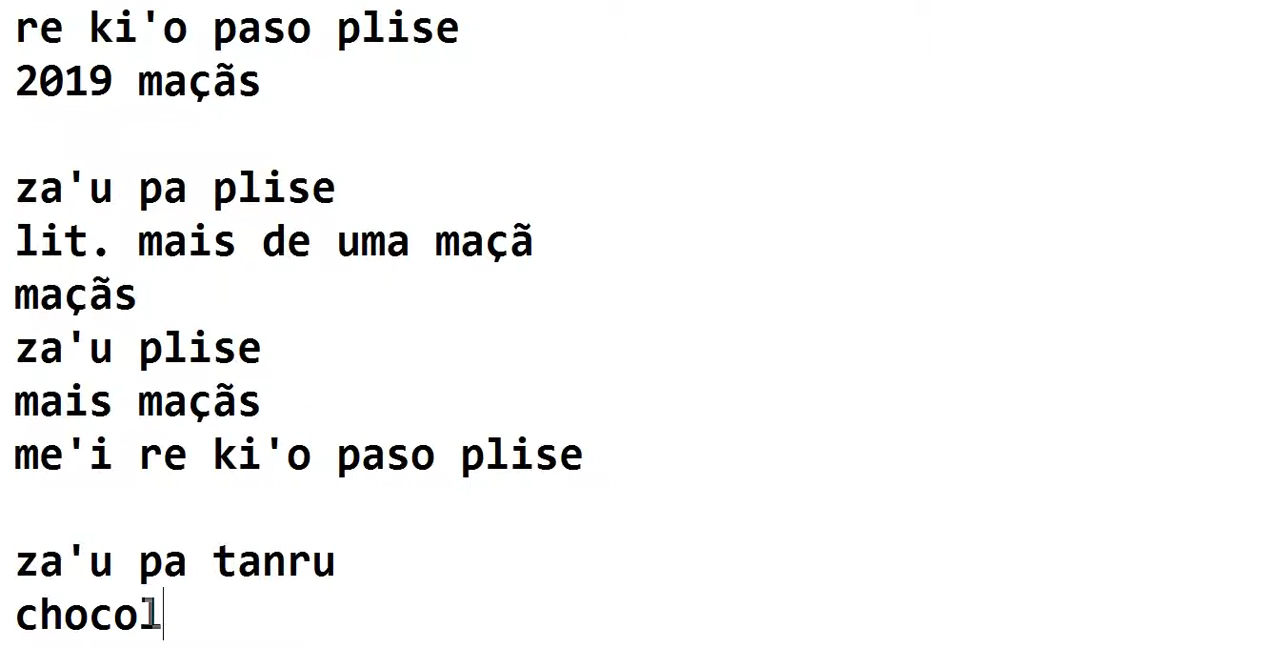 re ki'o paso plise
2019 maçãs
za'u pa plise
lit. mais de uma maçã
maçãs
za'u plise
mais maçãs
me'i re ki'o paso plise
za'u pa tanru
chocol